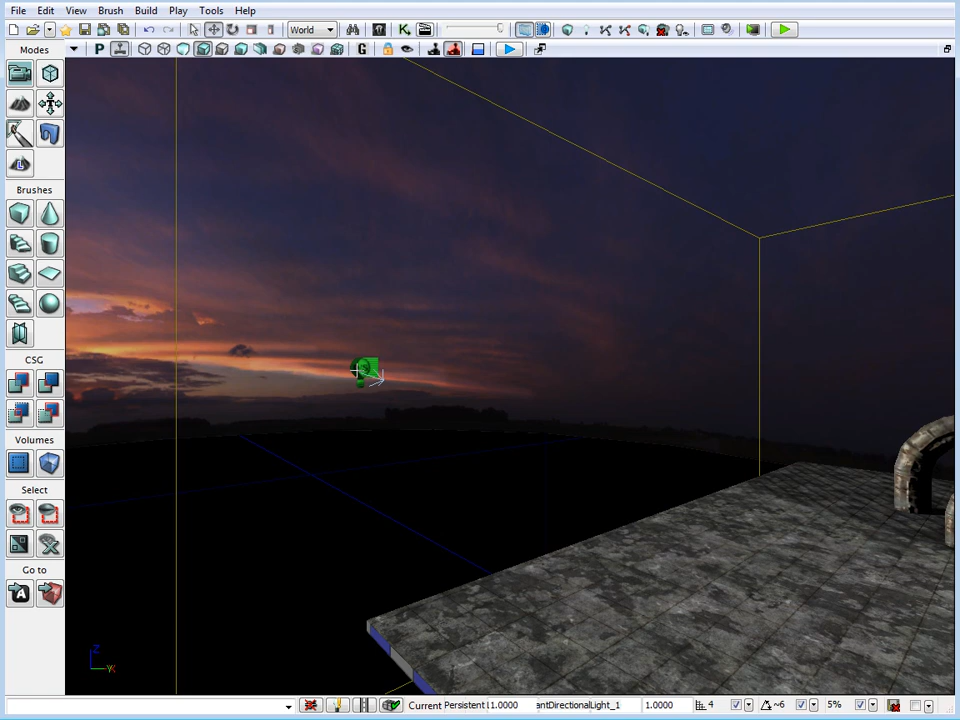 File Edit View Brush Build Play Tools Help
World
P G
Modes
Brushes
CSG
Volumes
Select
Go to
Z
Current Persistent 1.0000 antDirectionalLight_1 1.0000 4 ~6 5%